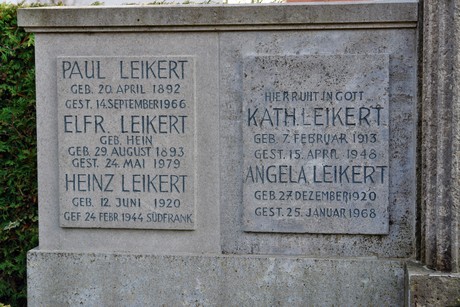 PAUL LEIKERT
GEB. 20. APRIL 1892
GEST. 14. SEPTEMBER 1966
ELFR. LEIKERT
GEB. HEIN
GEB. 29 AUGUST 1893
GEST. 24. MAI 1979
HEINZ LEIKERT
GEB. 12. JUNI 1920
GEF 24 FEBR. 1944 SÜDFRANK
HIER RUHT IN GOTT
KATH. LEIKERT
GEB. 7. FEBRUAR 1913
GEST. 15. APRIL 1948
ANGELA LEIKERT
GEB. 27. DEZEMBER 1920
GEST. 25. JANUAR 1968